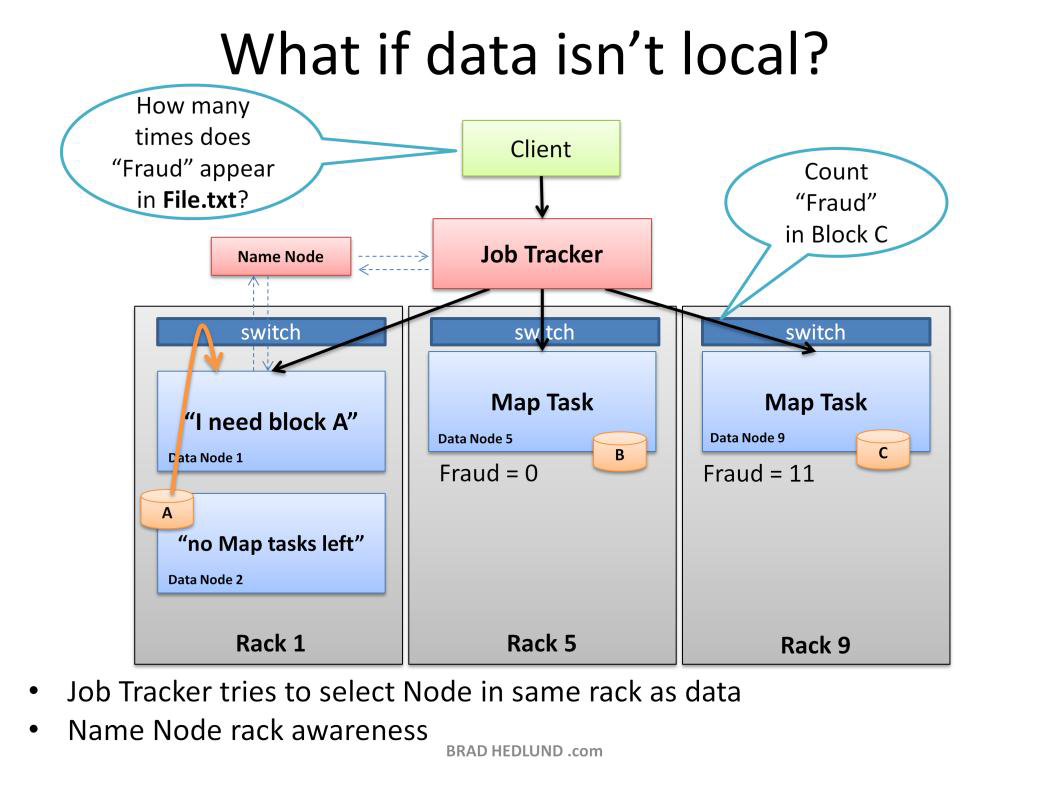 What if data isn’t local?
How many
times does
“Fraud” appear
in File.txt?
Client
Count
“Fraud”
in Block C
Name Node
Job Tracker
switch
switch
switch
“I need block A”
Data Node 1
Map Task
Data Node 5
B
Map Task
Data Node 9
C
Fraud = 0
Fraud = 11
A
“no Map tasks left”
Data Node 2
Rack 1
Rack 5
Rack 9
• Job Tracker tries to select Node in same rack as data
• Name Node rack awareness
BRAD HEDLUND .com